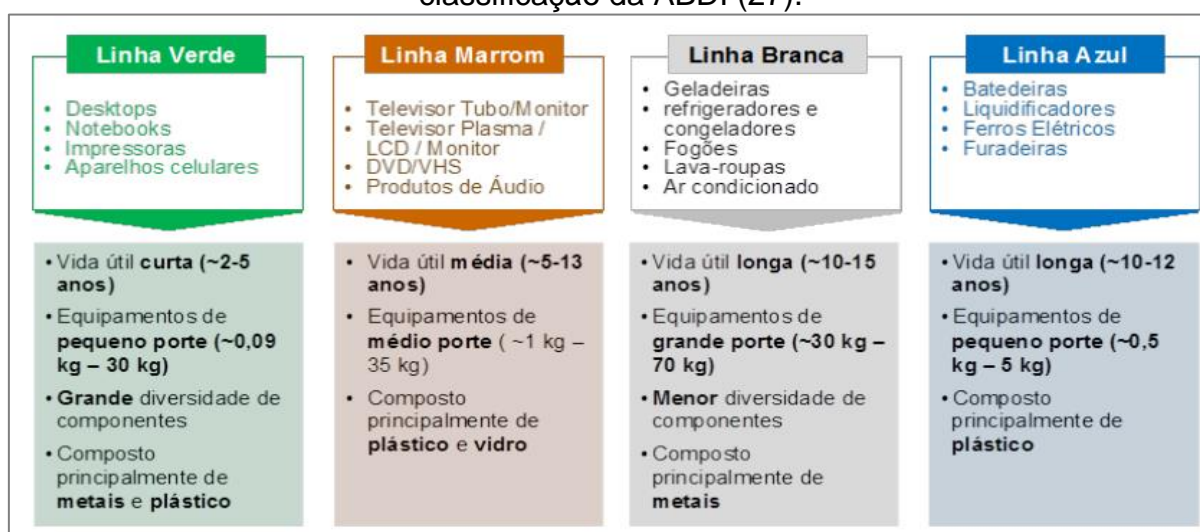 classificação da ABDI (27).
Linha Verde
• Desktops
• Notebooks
• Impressoras
• Aparelhos celulares
• Vida útil curta (~2-5
anos)
• Equipamentos de
pequeno porte (~0,09
kg – 30 kg)
• Grande diversidade de
componentes
• Composto
principalmente de
metais e plástico
Linha Marrom
• Televisor Tubo/Monitor
• Televisor Plasma /
LCD / Monitor
• DVD/VHS
• Produtos de Áudio
• Vida útil média (~5-13
anos)
• Equipamentos de
médio porte ( ~1 kg –
35 kg)
• Composto
principalmente de
plástico e vidro
Linha Branca
• Geladeiras
• refrigeradores e
congeladores
• Fogões
• Lava-roupas
• Ar condicionado
• Vida útil longa (~10-15
anos)
• Equipamentos de
grande porte (~30 kg –
70 kg)
• Menor diversidade de
componentes
• Composto
principalmente de
metais
Linha Azul
• Batedeiras
• Liquidificadores
• Ferros Elétricos
• Furadeiras
• Vida útil longa (~10-12
anos)
• Equipamentos de
pequeno porte (~0,5
kg – 5 kg)
• Composto
principalmente de
plástico